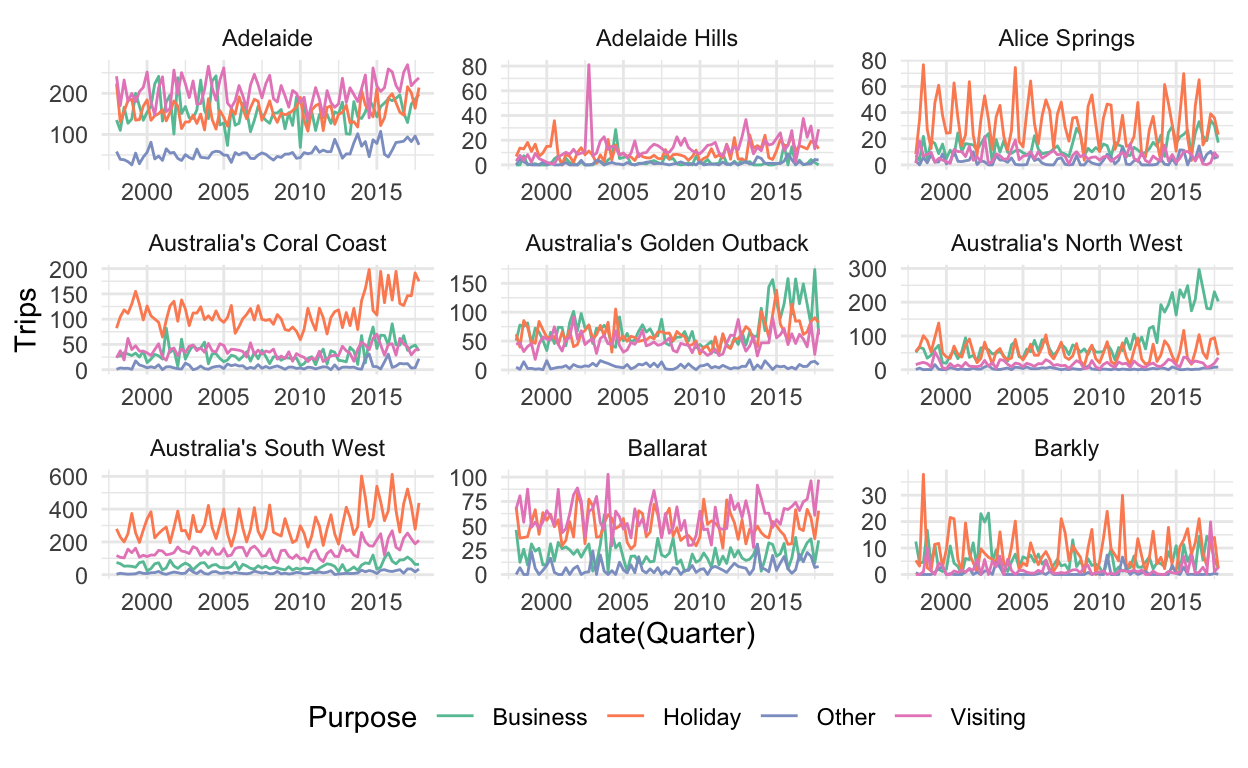 Adelaide
Adelaide Hills
Alice Springs
200
100
2000 2005 2010 2015
80
60
40
20
0
2000 2005 2010 2015
80
60
40
20
0
2000 2005 2010 2015
Australia's Coral Coast
Australia's Golden Outback
Australia's North West
Trips
200
150
100
50
0
2000 2005 2010 2015
150
100
50
0
2000 2005 2010 2015
300
200
100
0
2000 2005 2010 2015
Australia's South West
Ballarat
Barkly
600
400
200
0
2000 2005 2010 2015
100
75
50
25
0
2000 2005 2010 2015
30
20
10
0
2000 2005 2010 2015
date(Quarter)
Purpose Business Holiday Other Visiting